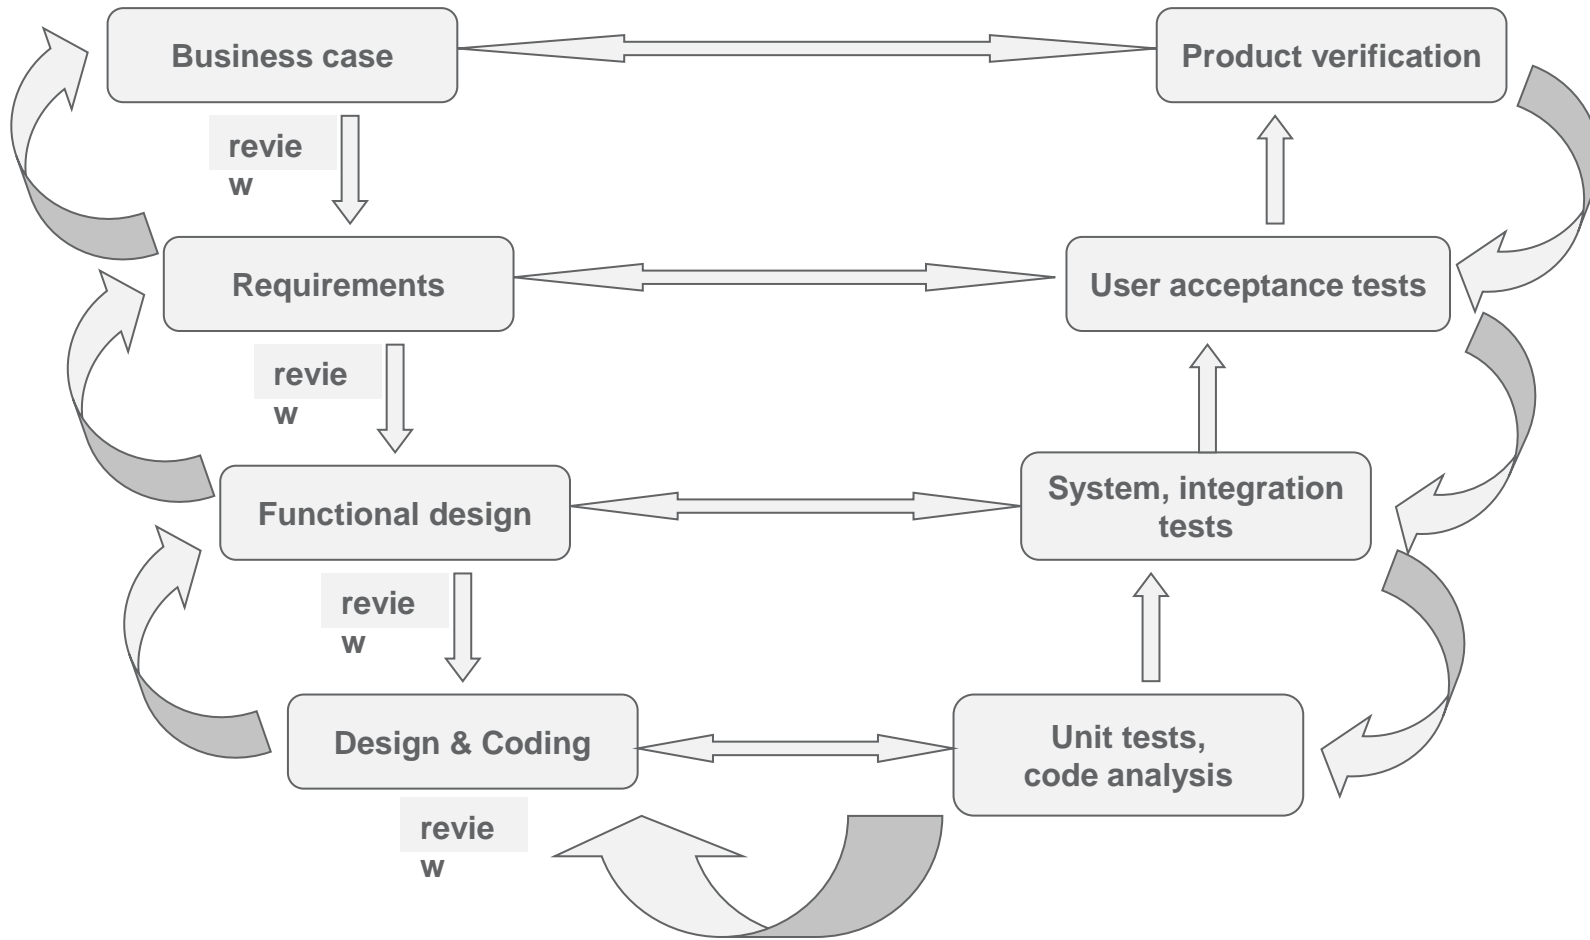 Business case
Product verification
revie
w
Requirements
User acceptance tests
revie
w
Functional design
System, integration
tests
revie
w
Design & Coding
Unit tests,
code analysis
revie
w